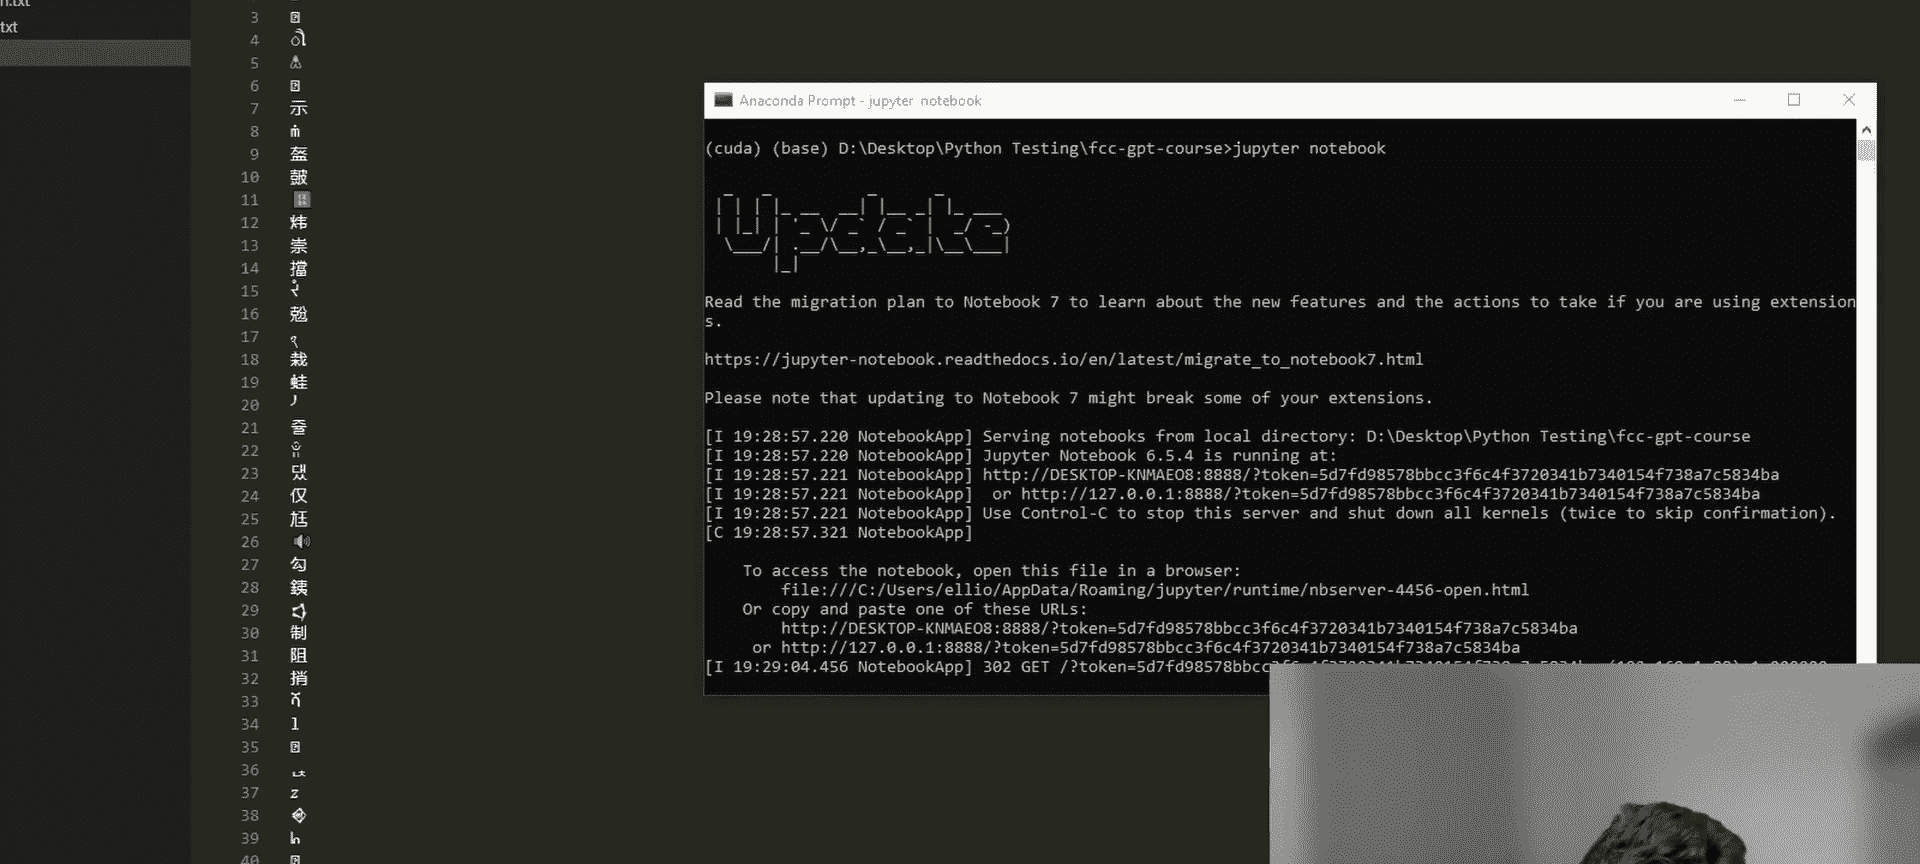 n.txt
txt
3
4
5
6
7 示
8
9 盔
10 皷
11
12 炜
13 崇
14 擋
15
16
17
18 栽
19 蛙
20
21 줄
22
23 댔
24 仅
25 尪
26 🔊
27 勾
28 銕
29
30 制
31 阻
32 捎
33
34 l
35
36
37 z
38
39
40
Anaconda Prompt - jupyter notebook
(cuda) (base) D:\Desktop\Python Testing\fcc-gpt-course>jupyter notebook
Update
Read the migration plan to Notebook 7 to learn about the new features and the actions to take if you are using extension
s.
https://jupyter-notebook.readthedocs.io/en/latest/migrate_to_notebook7.html
Please note that updating to Notebook 7 might break some of your extensions.
[I 19:28:57.220 NotebookApp] Serving notebooks from local directory: D:\Desktop\Python Testing\fcc-gpt-course
[I 19:28:57.220 NotebookApp] Jupyter Notebook 6.5.4 is running at:
[I 19:28:57.221 NotebookApp] http://DESKTOP-KNMAEO8:8888/?token=5d7fd98578bbcc3f6c4f3720341b7340154f738a7c5834ba
[I 19:28:57.221 NotebookApp]  or http://127.0.0.1:8888/?token=5d7fd98578bbcc3f6c4f3720341b7340154f738a7c5834ba
[I 19:28:57.221 NotebookApp] Use Control-C to stop this server and shut down all kernels (twice to skip confirmation).
[C 19:28:57.321 NotebookApp]
To access the notebook, open this file in a browser:
file:///C:/Users/ellio/AppData/Roaming/jupyter/runtime/nbserver-4456-open.html
Or copy and paste one of these URLs:
http://DESKTOP-KNMAEO8:8888/?token=5d7fd98578bbcc3f6c4f3720341b7340154f738a7c5834ba
or http://127.0.0.1:8888/?token=5d7fd98578bbcc3f6c4f3720341b7340154f738a7c5834ba
[I 19:29:04.456 NotebookApp] 302 GET /?token=5d7fd98578bbcc